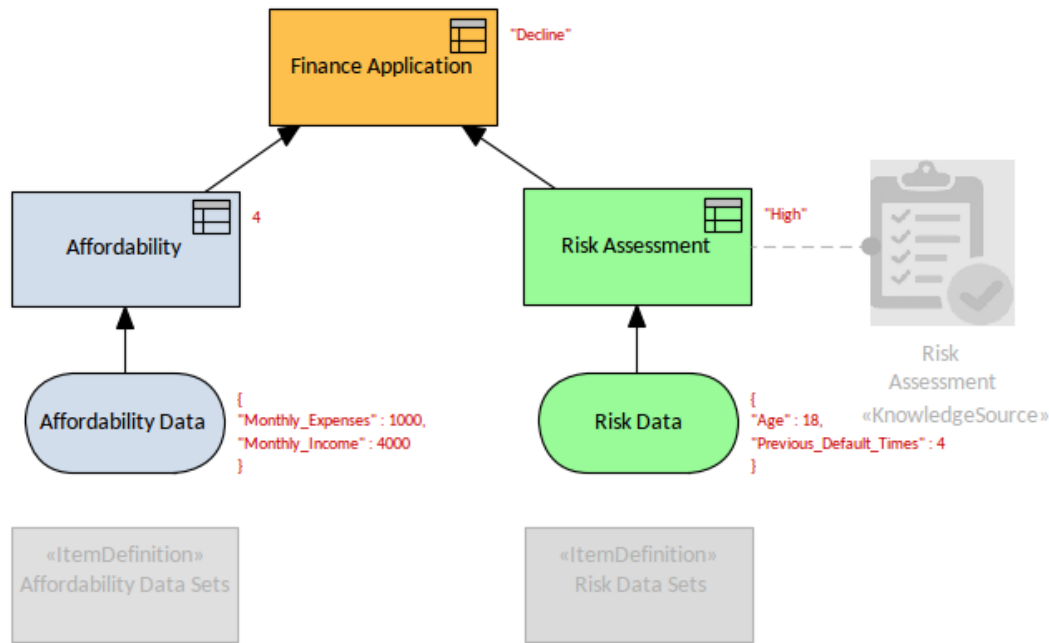 Finance Application
"Decline"
Affordability
4
Risk Assessment
"High"
Affordability Data
{
"Monthly_Expenses" : 1000,
"Monthly_Income" : 4000
}
Risk Data
{
"Age" : 18,
"Previous_Default_Times" : 4
}
Risk
Assessment
«KnowledgeSource»
«ItemDefinition»
Affordability Data Sets
«ItemDefinition»
Risk Data Sets